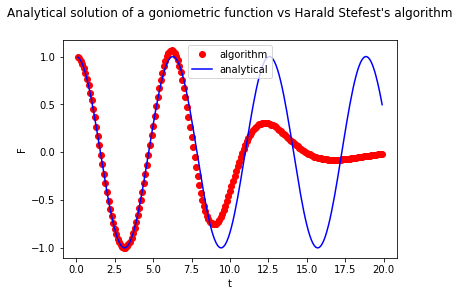 Analytical solution of a goniometric function vs Harald Stefest's algorithm
algorithm
analytical
F
1.0
0.5
0.0
−0.5
−1.0
0.0 2.5 5.0 7.5 10.0 12.5 15.0 17.5 20.0
t